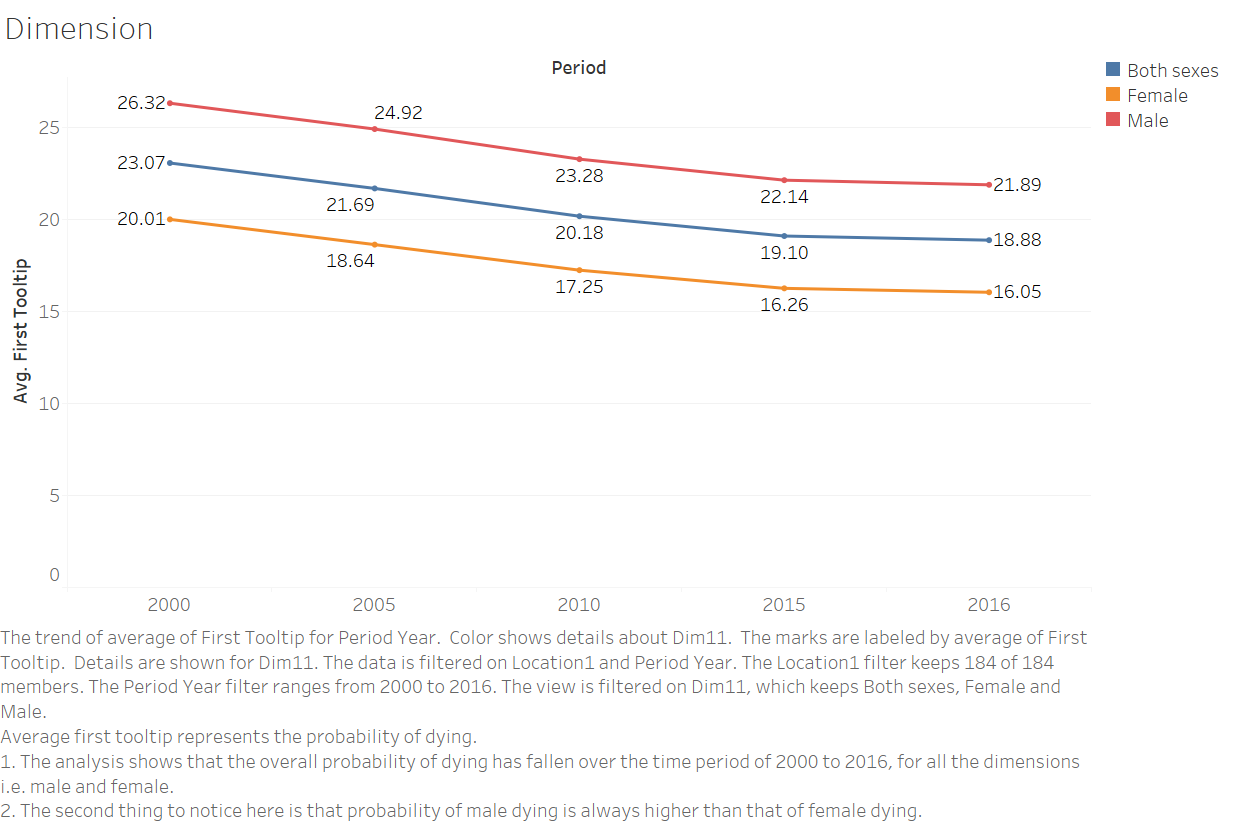 Dimension
Period
Both sexes
Female
Male
26.32
24.92
25
23.07
23.28
22.14
21.89
20.01
21.69
20
20.18
19.10
18.88
18.64
17.25
16.26
16.05
15
Avg. First Tooltip
10
5
0
2000 2005 2010 2015 2016
The trend of average of First Tooltip for Period Year.  Color shows details about Dim11.  The marks are labeled by average of First
Tooltip.  Details are shown for Dim11. The data is filtered on Location1 and Period Year. The Location1 filter keeps 184 of 184
members. The Period Year filter ranges from 2000 to 2016. The view is filtered on Dim11, which keeps Both sexes, Female and
Male.
Average first tooltip represents the probability of dying.
1. The analysis shows that the overall probability of dying has fallen over the time period of 2000 to 2016, for all the dimensions
i.e. male and female.
2. The second thing to notice here is that probability of male dying is always higher than that of female dying.